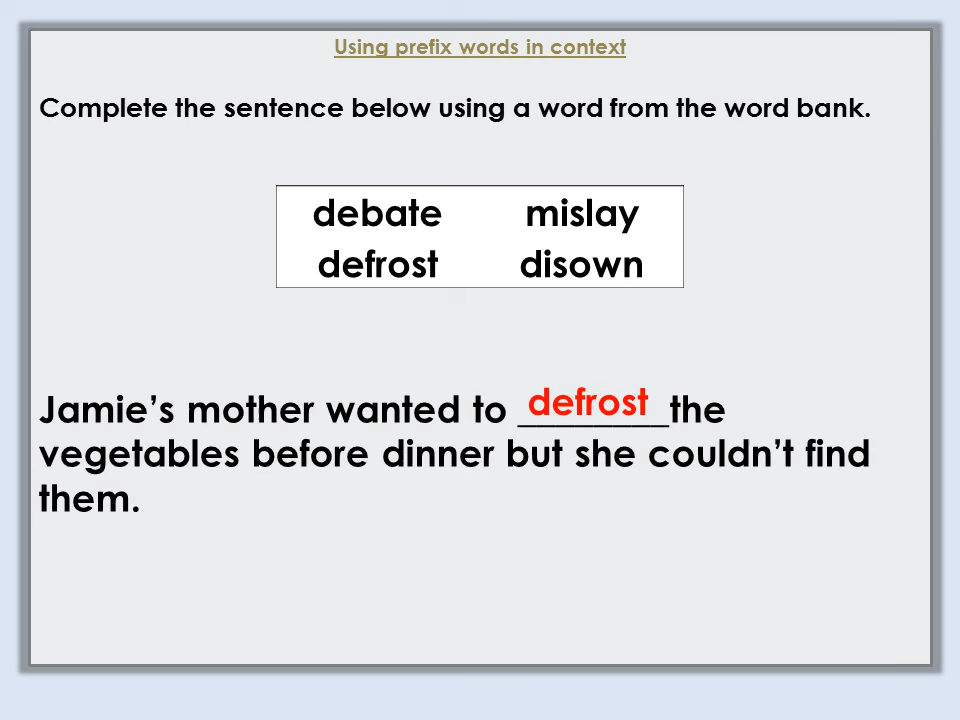 Using prefix words in context
Complete the sentence below using a word from the word bank.
debate mislay
defrost disown
Jamie’s mother wanted to ________defrost the
vegetables before dinner but she couldn’t find
them.